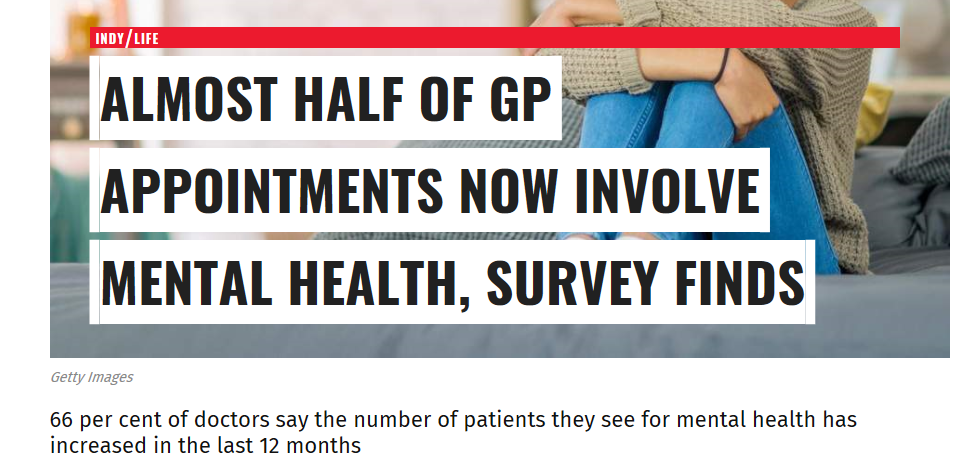 INDY/LIFE
ALMOST HALF OF GP
APPOINTMENTS NOW INVOLVE
MENTAL HEALTH, SURVEY FINDS
Getty Images
66 per cent of doctors say the number of patients they see for mental health has
increased in the last 12 months